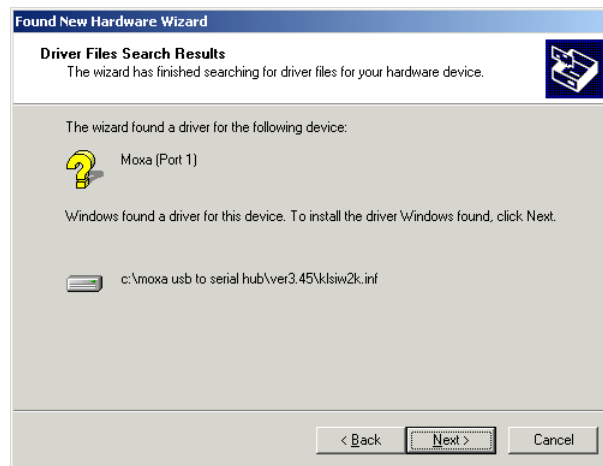 Found New Hardware Wizard
Driver Files Search Results
The wizard has finished searching for driver files for your hardware device.
The wizard found a driver for the following device:
Moxa (Port 1)
Windows found a driver for this device. To install the driver Windows found, click Next.
c:\moxa usb to serial hub\ver3.45\klsiw2k.inf
< Back
Next >
Cancel